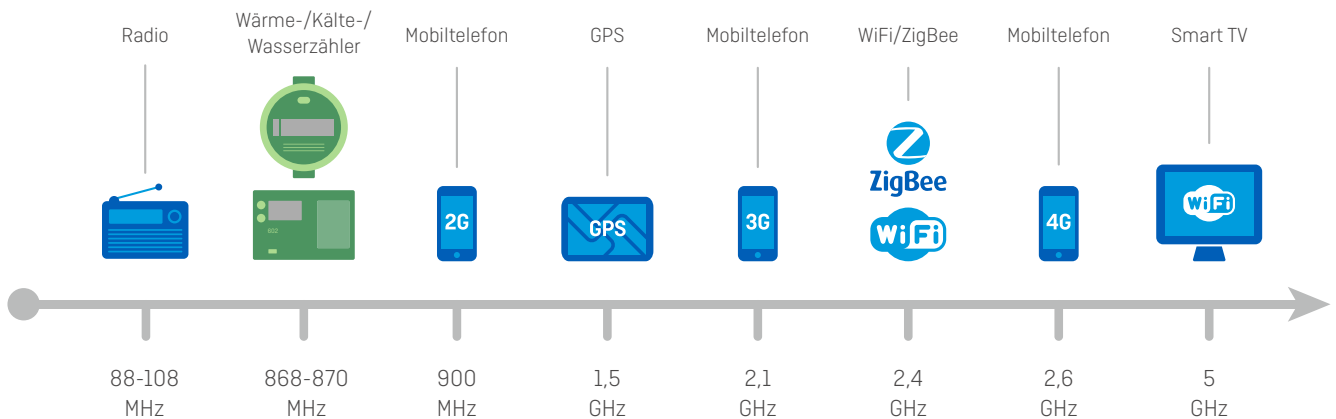 Radio
Wärme-/Kälte-/
Wasserzähler
Mobiltelefon
GPS
Mobiltelefon
WiFi/ZigBee
Mobiltelefon
Smart TV
602
2G
GPS
3G
ZigBee
WiFi
4G
WiFi
88-108
MHz
868-870
MHz
900
MHz
1,5
GHz
2,1
GHz
2,4
GHz
2,6
GHz
5
GHz